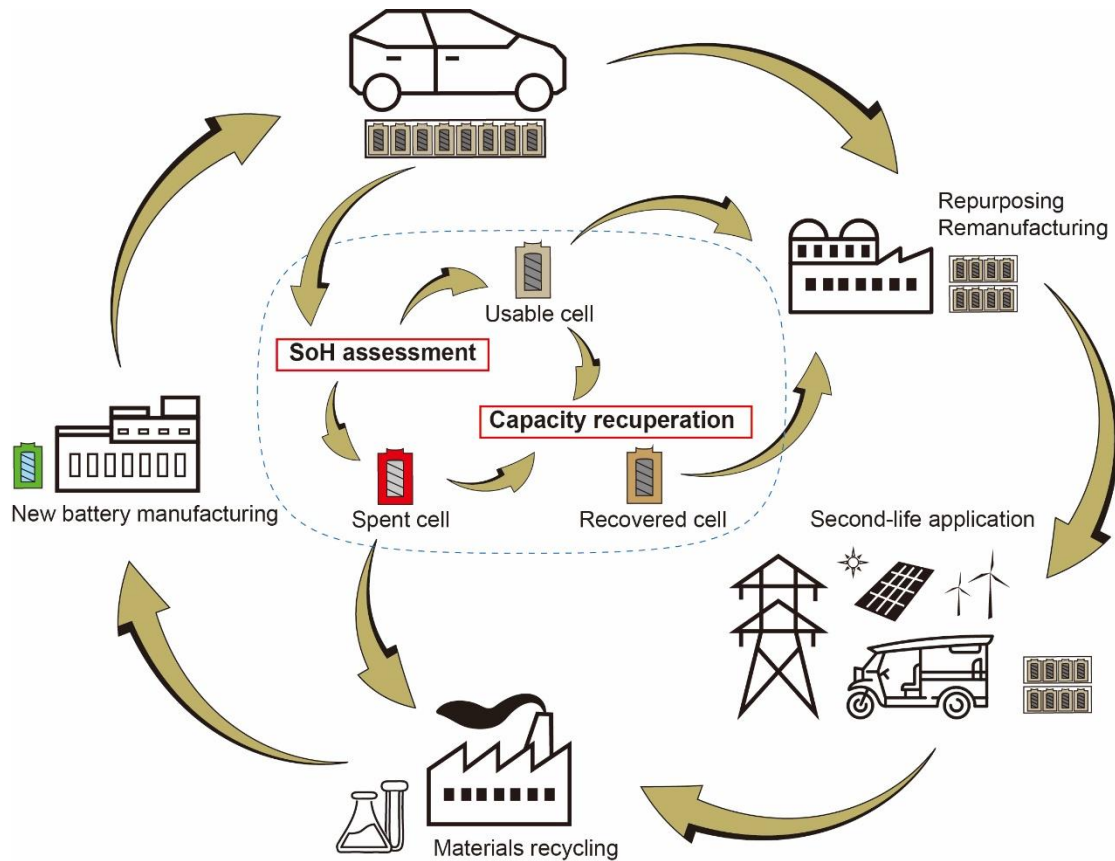 Repurposing
Remanufacturing
Usable cell
SoH assessment
Capacity recuperation
New battery manufacturing
Spent cell
Recovered cell
Second-life application
Materials recycling